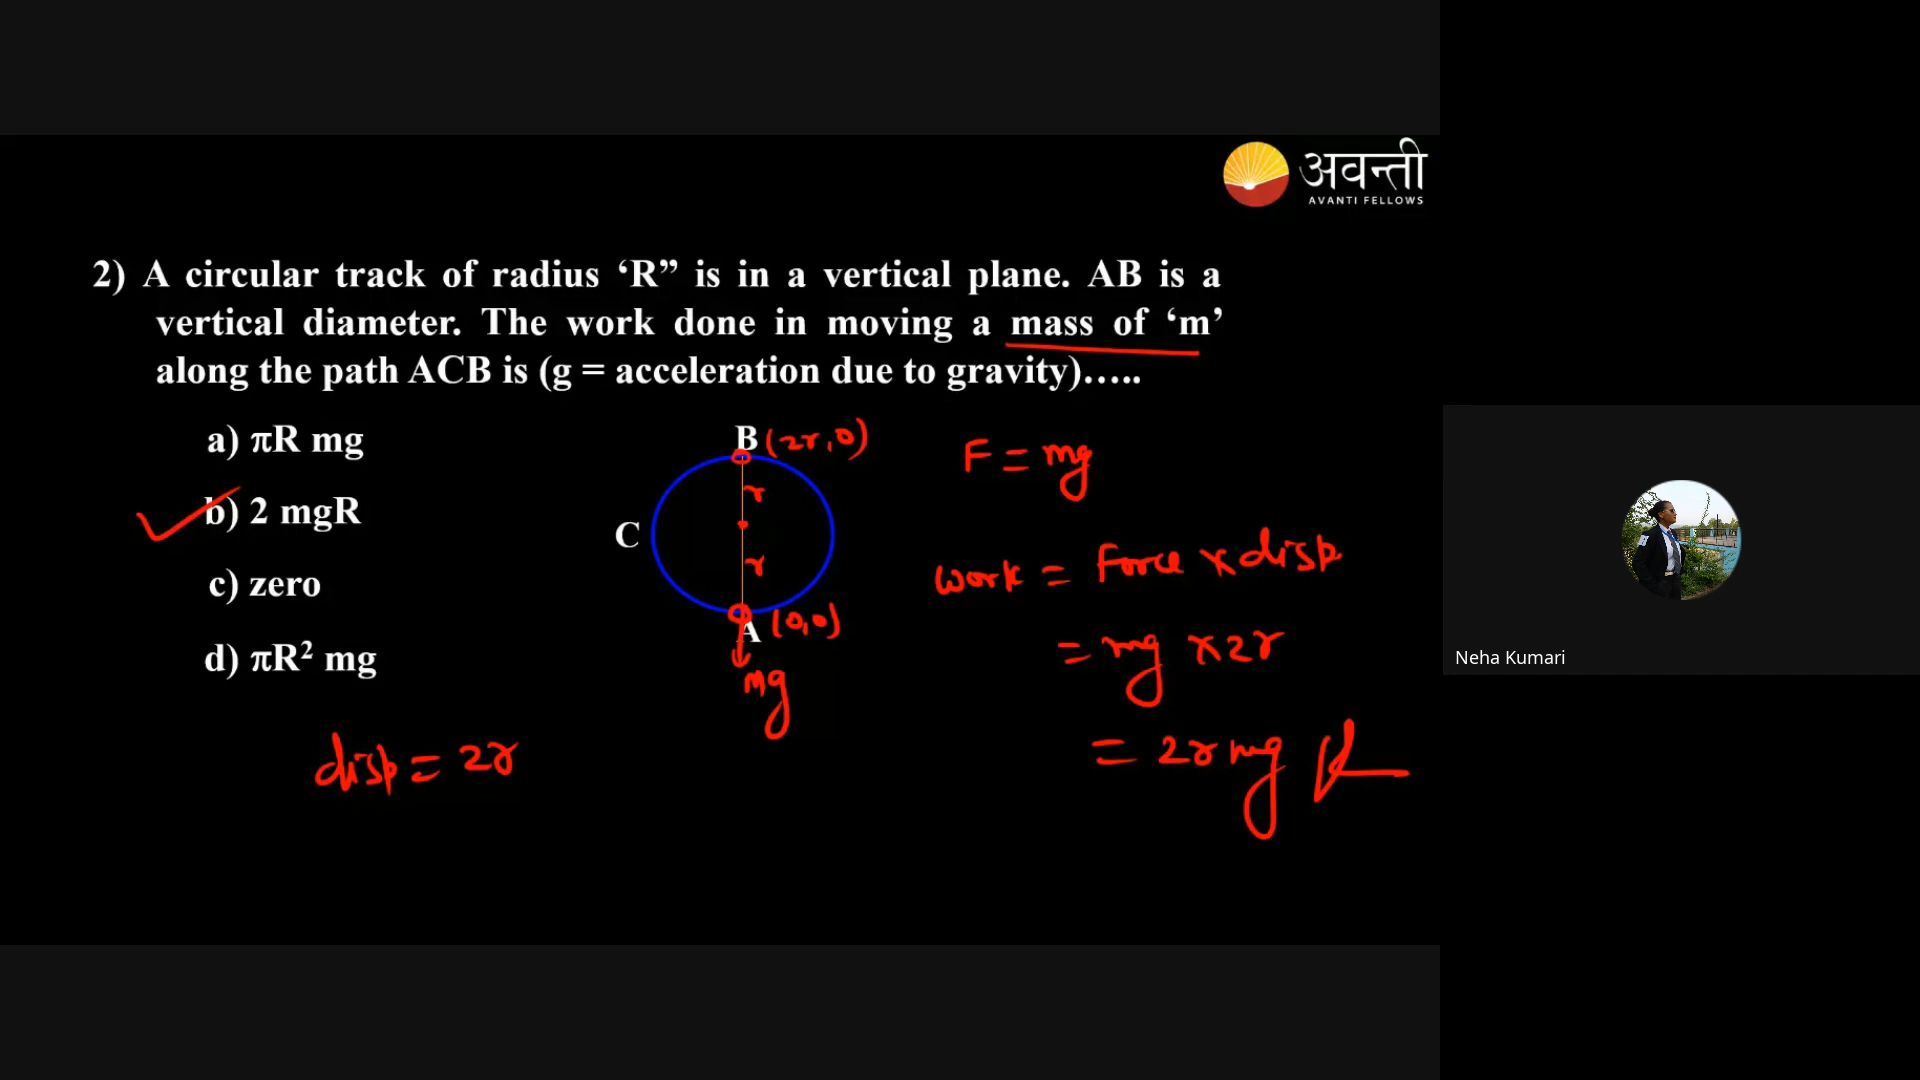 अवन्ती
AVANTI FELLOWS
2) A circular track of radius ‘R” is in a vertical plane. AB is a
vertical diameter. The work done in moving a mass of ‘m’
along the path ACB is (g = acceleration due to gravity)…..
a) πR mg
b) 2 mgR
c) zero
d) πR² mg
B (2r,0)
r
C
r
A (0,0)
mg
disp = 2r
F = mg
work = Force x disp.
= mg x 2r
= 2r mg
Neha Kumari